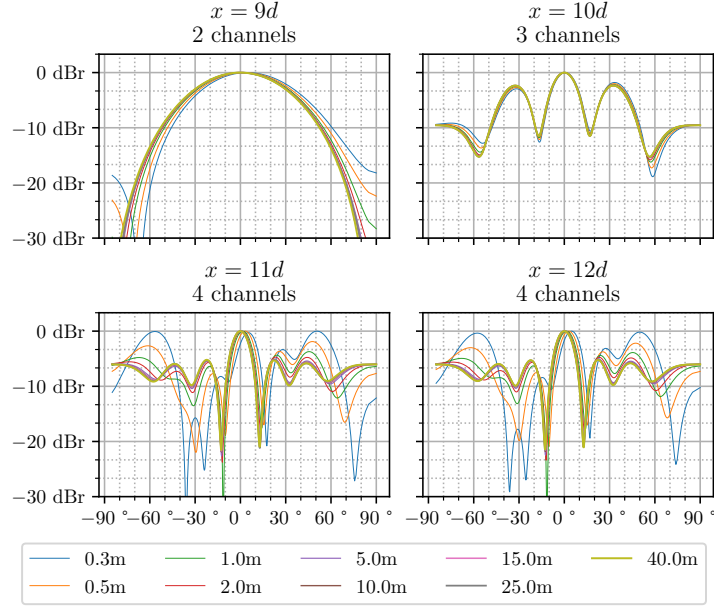 x = 9d
2 channels
x = 10d
3 channels
0 dBr
−10 dBr
−20 dBr
−30 dBr
x = 11d
4 channels
x = 12d
4 channels
0 dBr
−10 dBr
−20 dBr
−30 dBr
−90 −60 −30 0 ° 30 ° 60 ° 90 °
−90 −60 −30 0 ° 30 ° 60 ° 90 °
0.3m 1.0m 5.0m 15.0m 40.0m
0.5m 2.0m 10.0m 25.0m